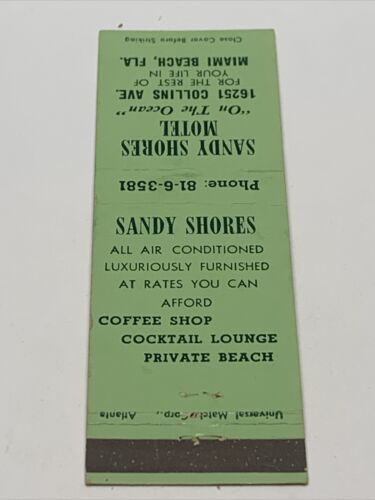 Close Cover Before Striking
SANDY SHORES
MOTEL
"On The Ocean"
16251 COLLINS AVE.
FOR THE REST OF
YOUR LIFE IN
MIAMI BEACH, FLA.
Phone: 81-6-3581
SANDY SHORES
ALL AIR CONDITIONED
LUXURIOUSLY FURNISHED
AT RATES YOU CAN
AFFORD
COFFEE SHOP
COCKTAIL LOUNGE
PRIVATE BEACH
Universal Match Corp., Atlanta